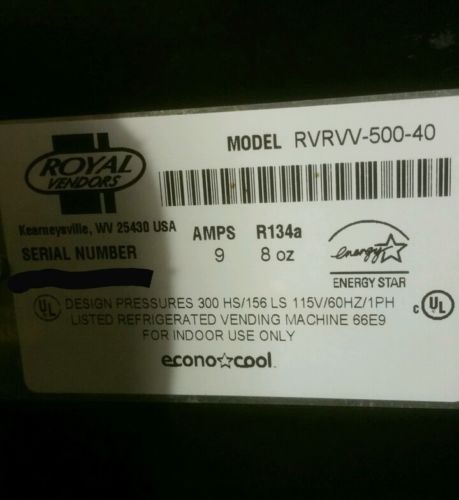 MODEL RVRVV-500-40
ROYAL
VENDORS
Kearneysville, WV 25430 USA
AMPS R134a
SERIAL NUMBER
9 8 oz
energy
ENERGY STAR
UL DESIGN PRESSURES 300 HS/156 LS 115V/60HZ/1PH c UL
LISTED REFRIGERATED VENDING MACHINE 66E9
FOR INDOOR USE ONLY
econo cool